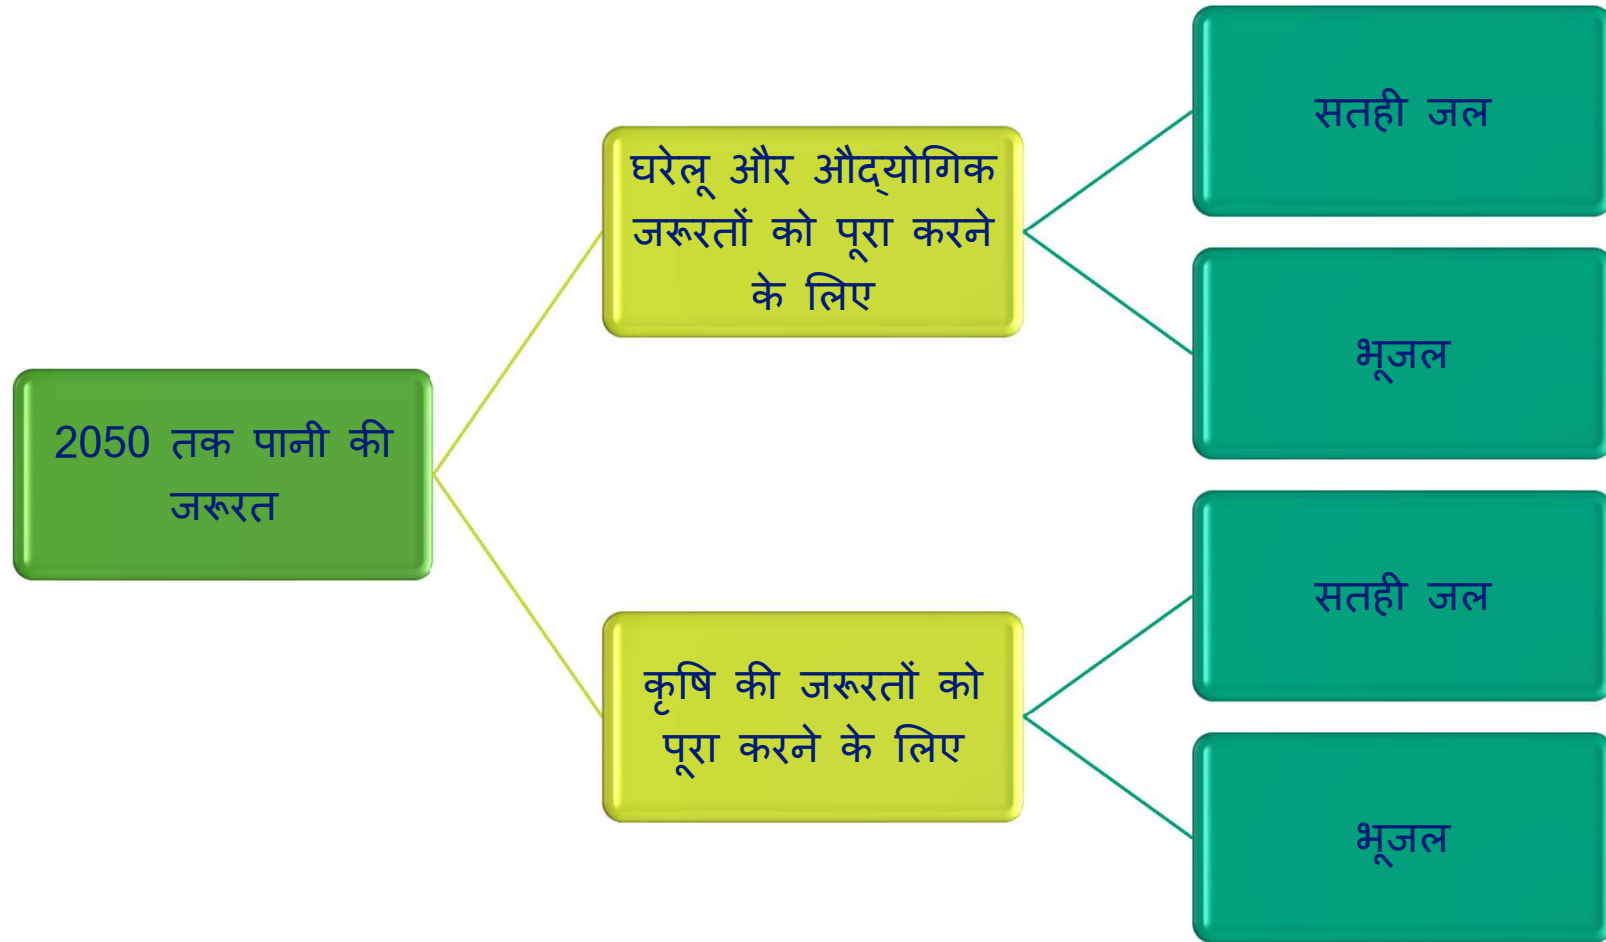 2050 तक पानी की
जरूरत
घरेलू और औद्योगिक
जरूरतों को पूरा करने
के लिए
सतही जल
भूजल
कृषि की जरूरतों को
पूरा करने के लिए
सतही जल
भूजल